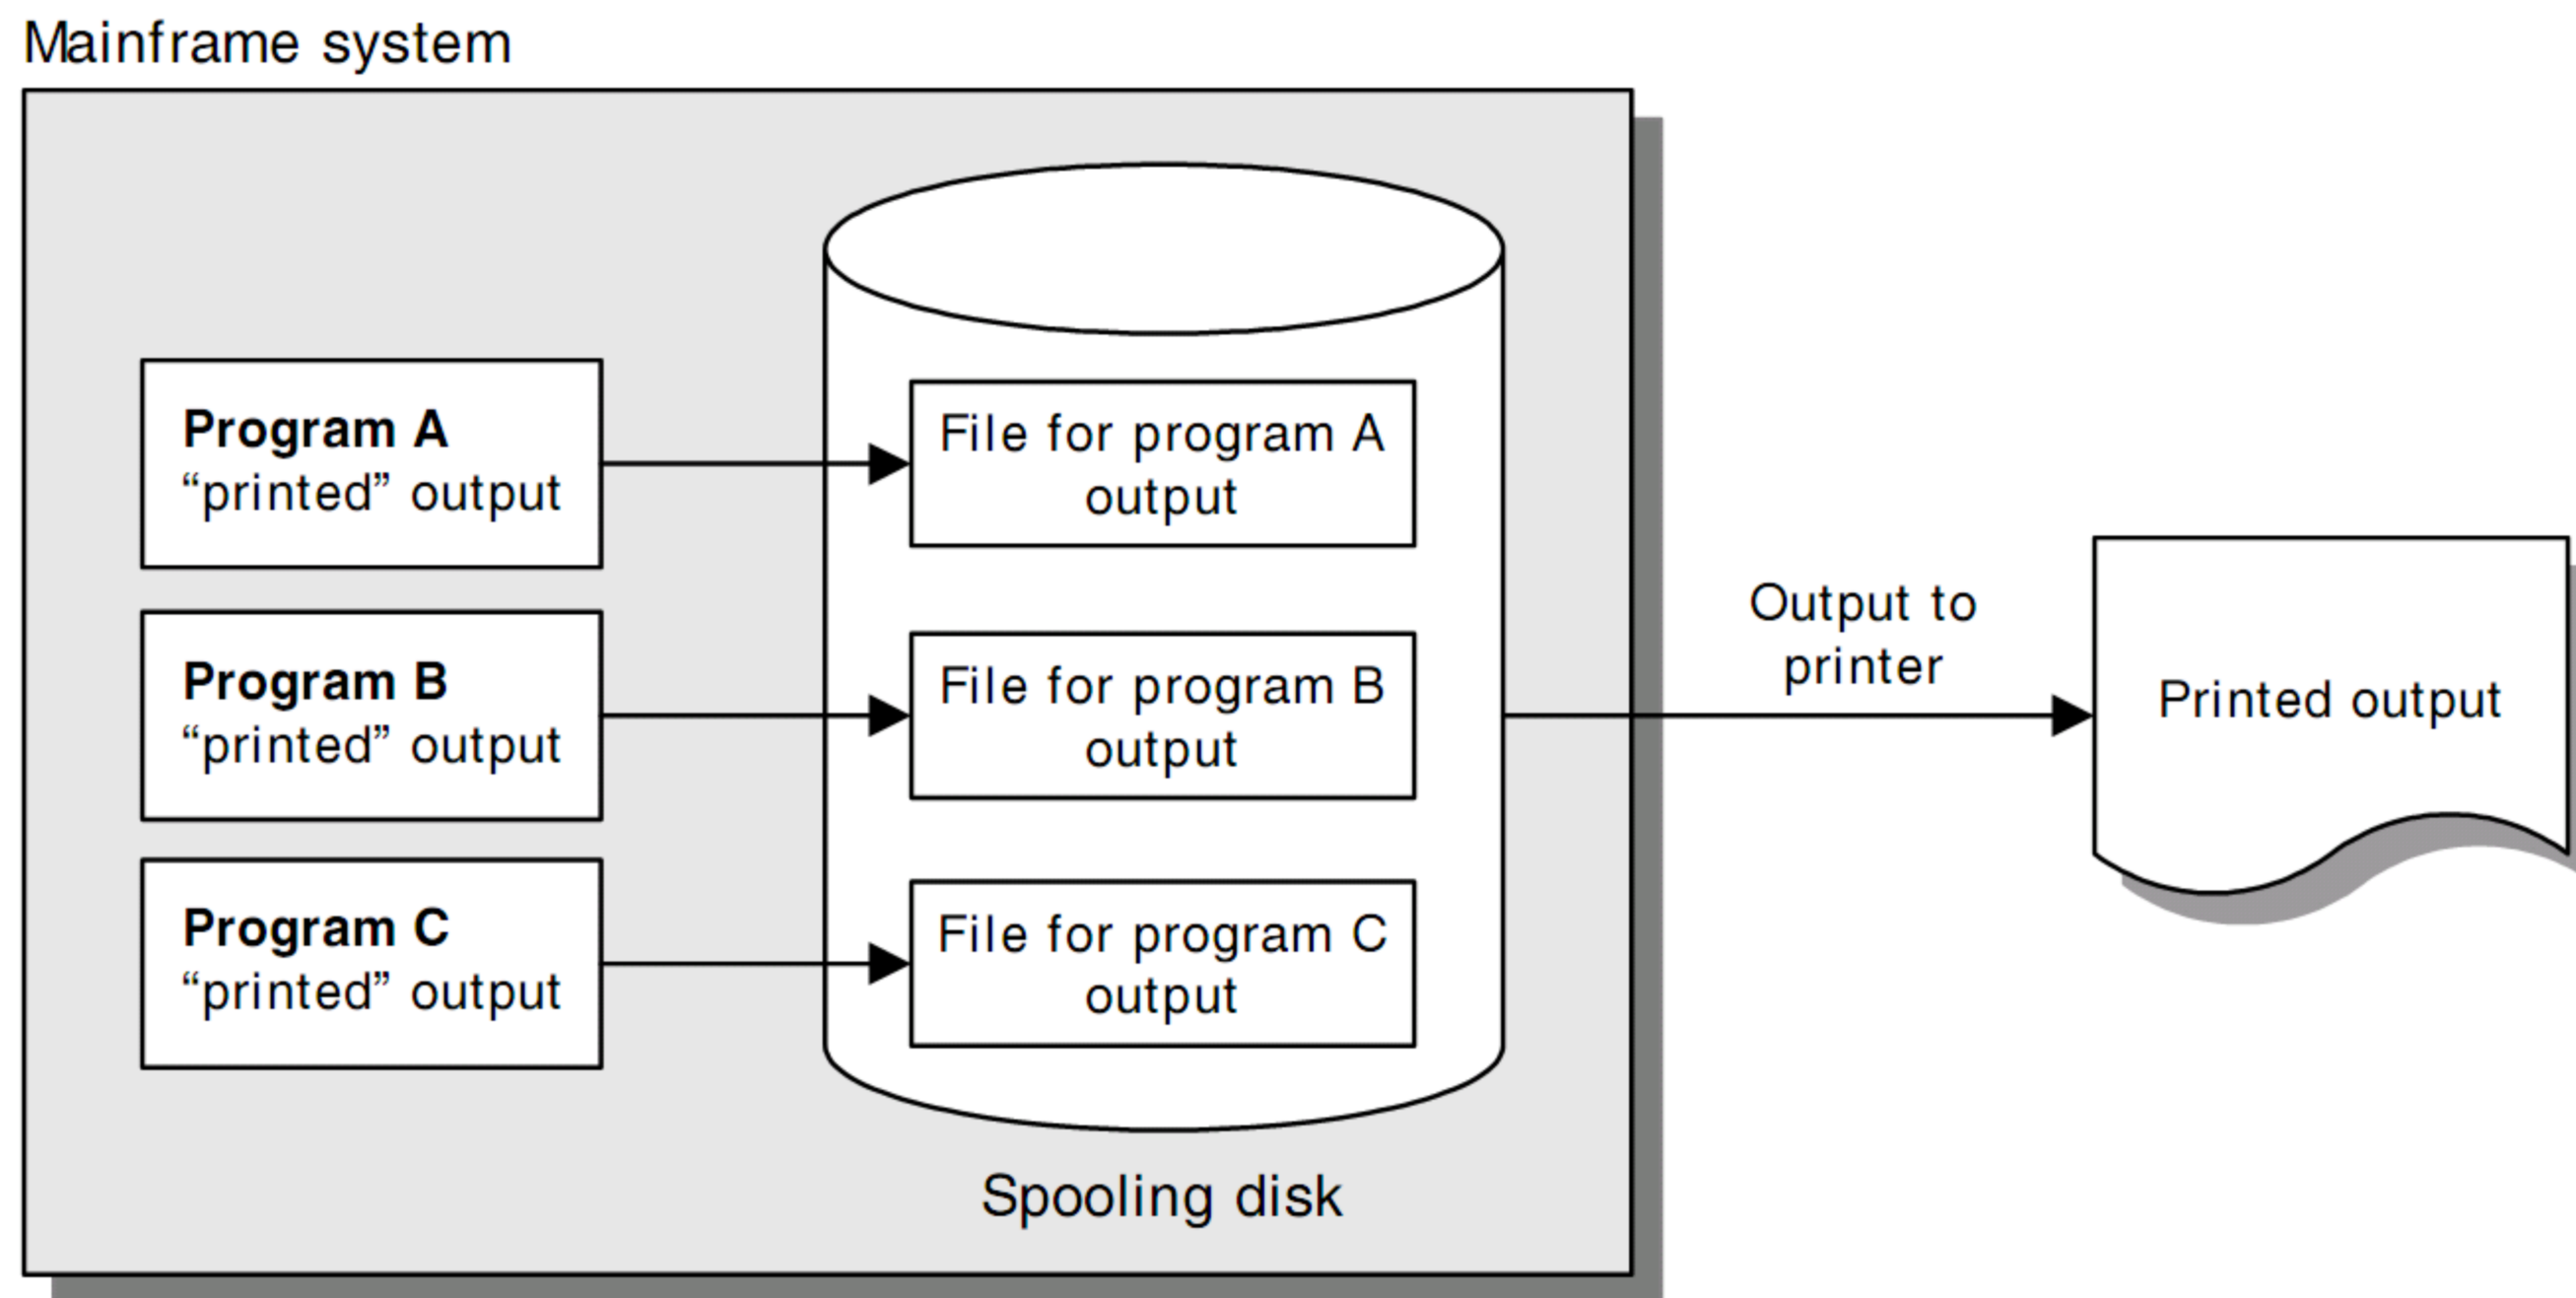 Mainframe system
Program A
“printed” output
File for program A
output
Program B
“printed” output
File for program B
output
Program C
“printed” output
File for program C
output
Spooling disk
Output to
printer
Printed output